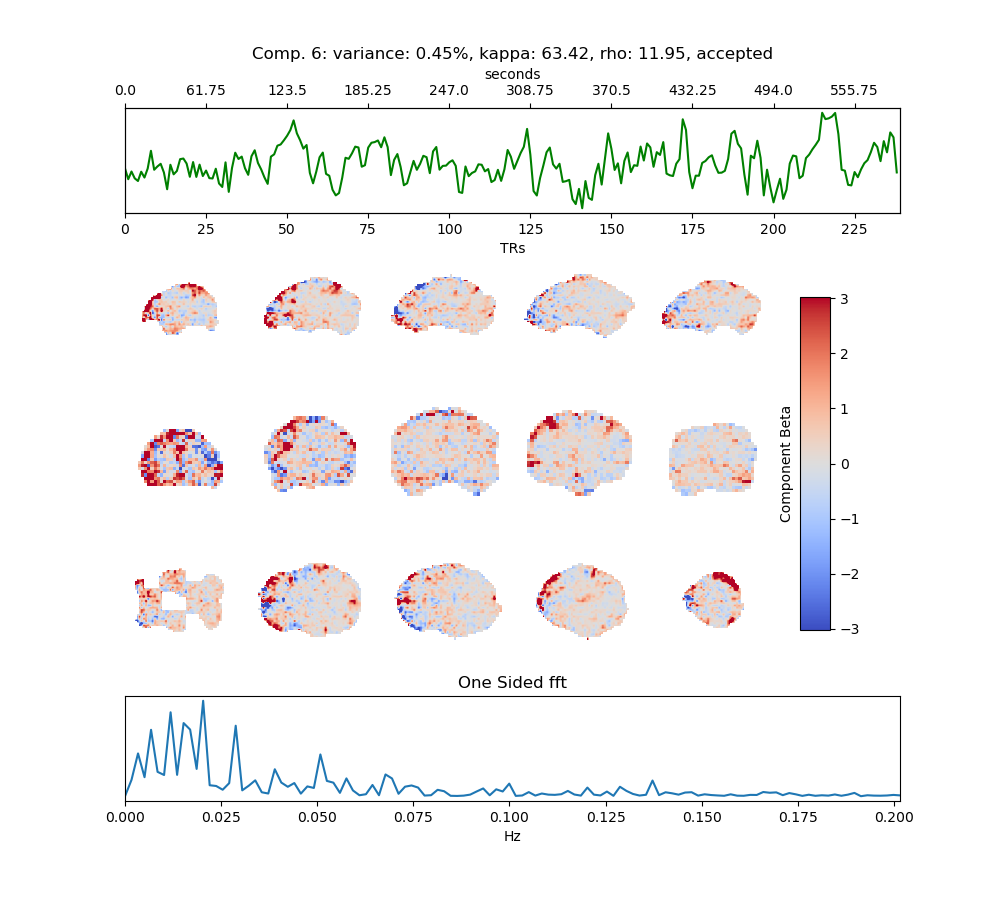 Comp. 6: variance: 0.45%, kappa: 63.42, rho: 11.95, accepted
seconds
0.0 61.75 123.5 185.25 247.0 308.75 370.5 432.25 494.0 555.75
0 25 50 75 100 125 150 175 200 225
TRs
3
2
1
0
−1
−2
−3
Component Beta
One Sided fft
0.000 0.025 0.050 0.075 0.100 0.125 0.150 0.175 0.200
Hz